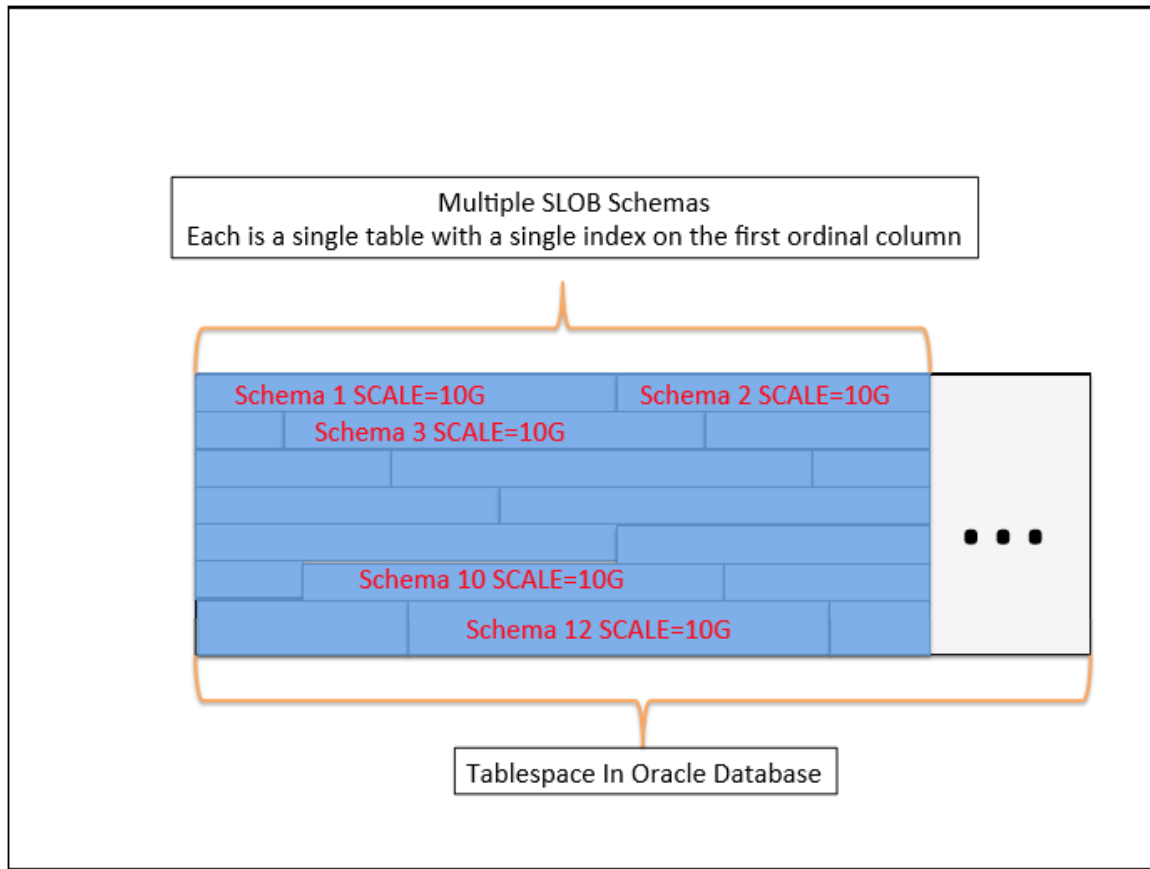 Multiple SLOB Schemas
Each is a single table with a single index on the first ordinal column
Schema 1 SCALE=10G
Schema 2 SCALE=10G
Schema 3 SCALE=10G
...
Schema 10 SCALE=10G
Schema 12 SCALE=10G
Tablespace In Oracle Database